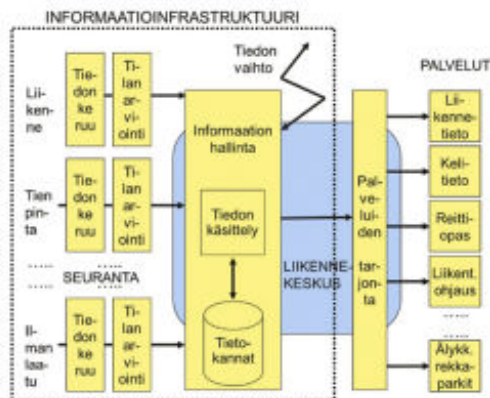 INFORMAATIOINFRASTRUKTUURI
Tiedon
vaihto
PALVELUT
Lii-
ken-
ne
Tie-
don
ke
ruu
Ti-
lan
ar-
vi-
ointi
Informaation
hallinta
Tien
pin-
ta
Tie-
don
ke
ruu
Ti-
lan
ar-
vi-
ointi
Tiedon
käsittely
......
SEURANTA
......
......
......
LIIKENNE-
KESKUS
Il-
man
laa-
tu
Tie-
don
ke
ruu
Ti-
lan
ar-
vi-
ointi
Tieto-
kannat
Pal-
ve-
lui-
den
tar-
jon-
ta
Lii-
kenne-
tieto
Keli-
tieto
Reitti-
opas
Liikent.
ohjaus
......
......
Älykk.
rekka-
parkit